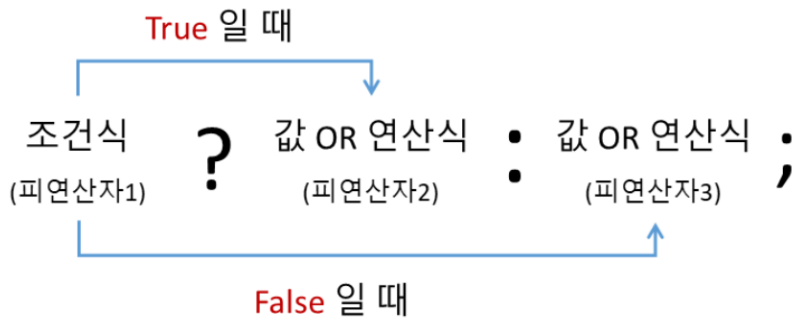 True 일 때
조건식 ? 값 OR 연산식 : 값 OR 연산식 ;
(피연산자1) (피연산자2) (피연산자3)
False 일 때